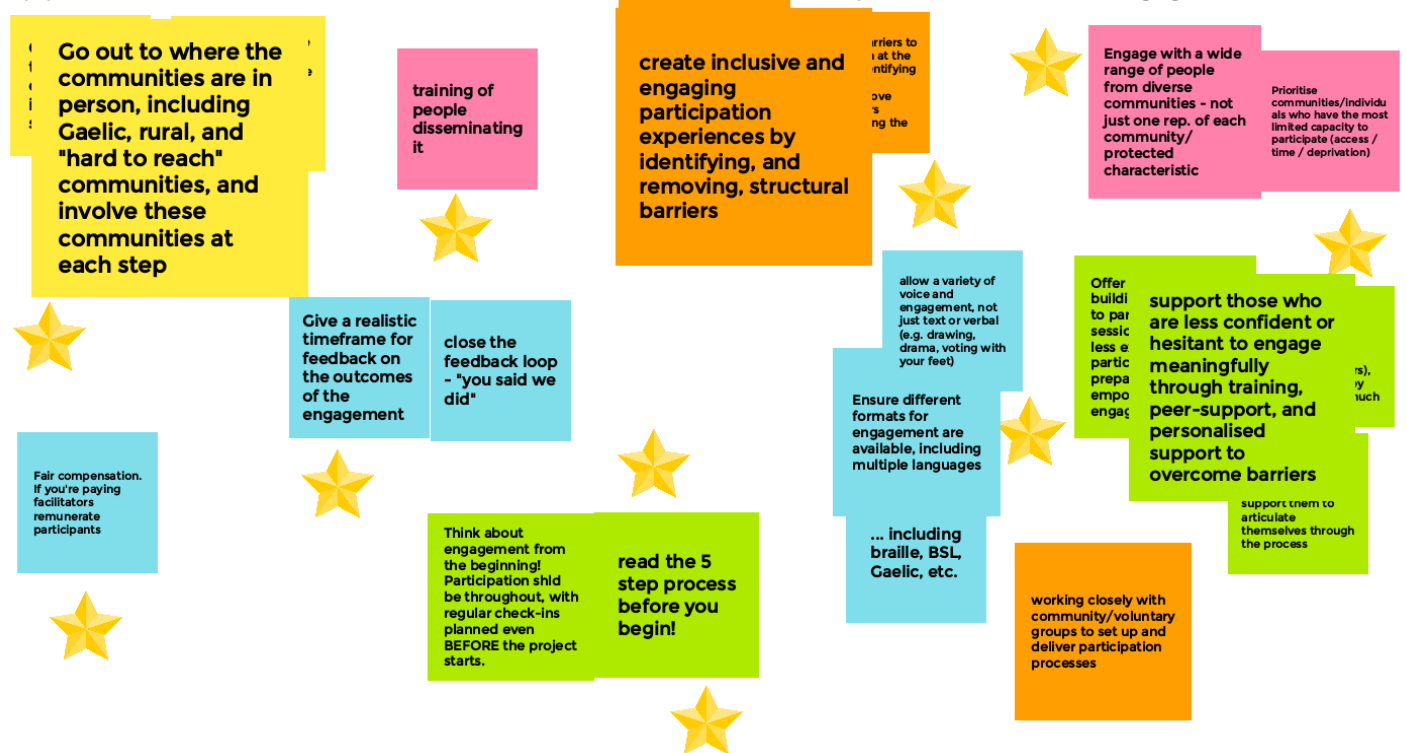 Go out to where the
communities are in
person, including
Gaelic, rural, and
"hard to reach"
communities, and
involve these
communities at
each step
training of
people
disseminating
it
create inclusive and
engaging
participation
experiences by
identifying, and
removing, structural
barriers
to
at the
Engage with a wide
range of people
from diverse
communities - not
just one rep. of each
community/
protected
characteristic
Prioritise
communities/individu
als who have the most
limited capacity to
participate (access /
time / deprivation)
Give a realistic
timeframe for
feedback on
the outcomes
of the
engagement
close the
feedback loop
- "you said we
did"
allow a variety of
voice and
engagement, not
just text or verbal
(e.g. drawing,
drama, voting with
your feet)
Ensure different
formats for
engagement are
available, including
multiple languages
... including
braille, BSL,
Gaelic, etc.
Offer
support those who
are less confident or
hesitant to engage
meaningfully
through training,
peer-support, and
personalised
support to
overcome barriers
support them to
articulate
themselves through
the process
Fair compensation.
If you're paying
facilitators
remunerate
participants
Think about
engagement from
the beginning!
Participation shld
be throughout, with
regular check-ins
planned even
BEFORE the project
starts.
read the 5
step process
before you
begin!
working closely with
community/voluntary
groups to set up and
deliver participation
processes